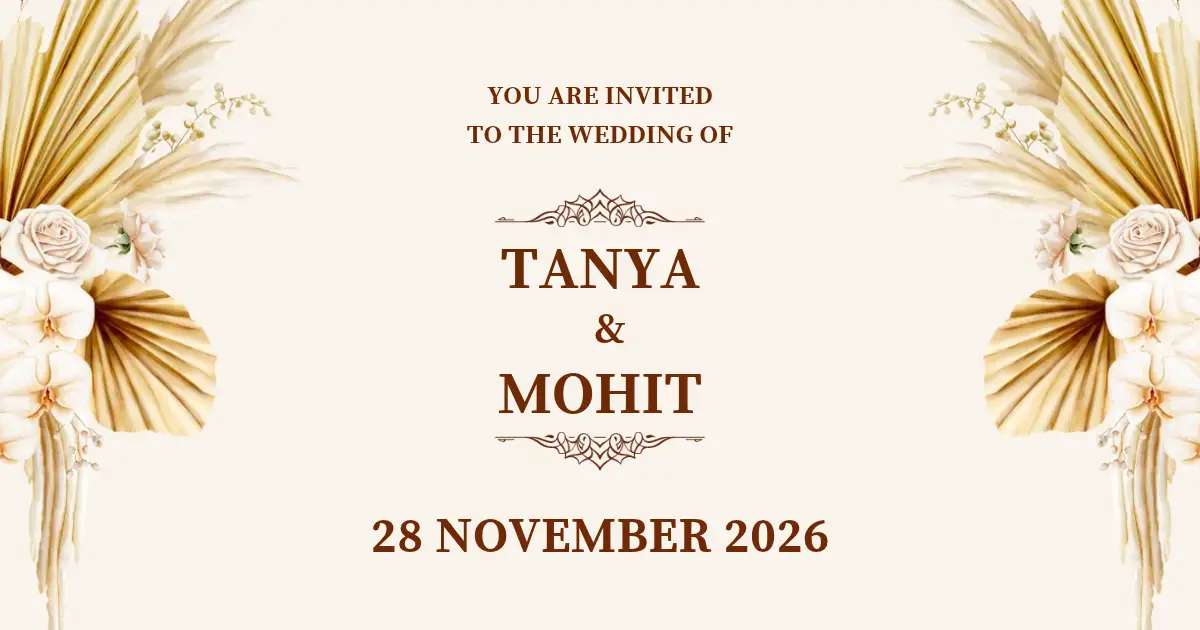 YOU ARE INVITED
TO THE WEDDING OF
TANYA
&
MOHIT
28 NOVEMBER 2026